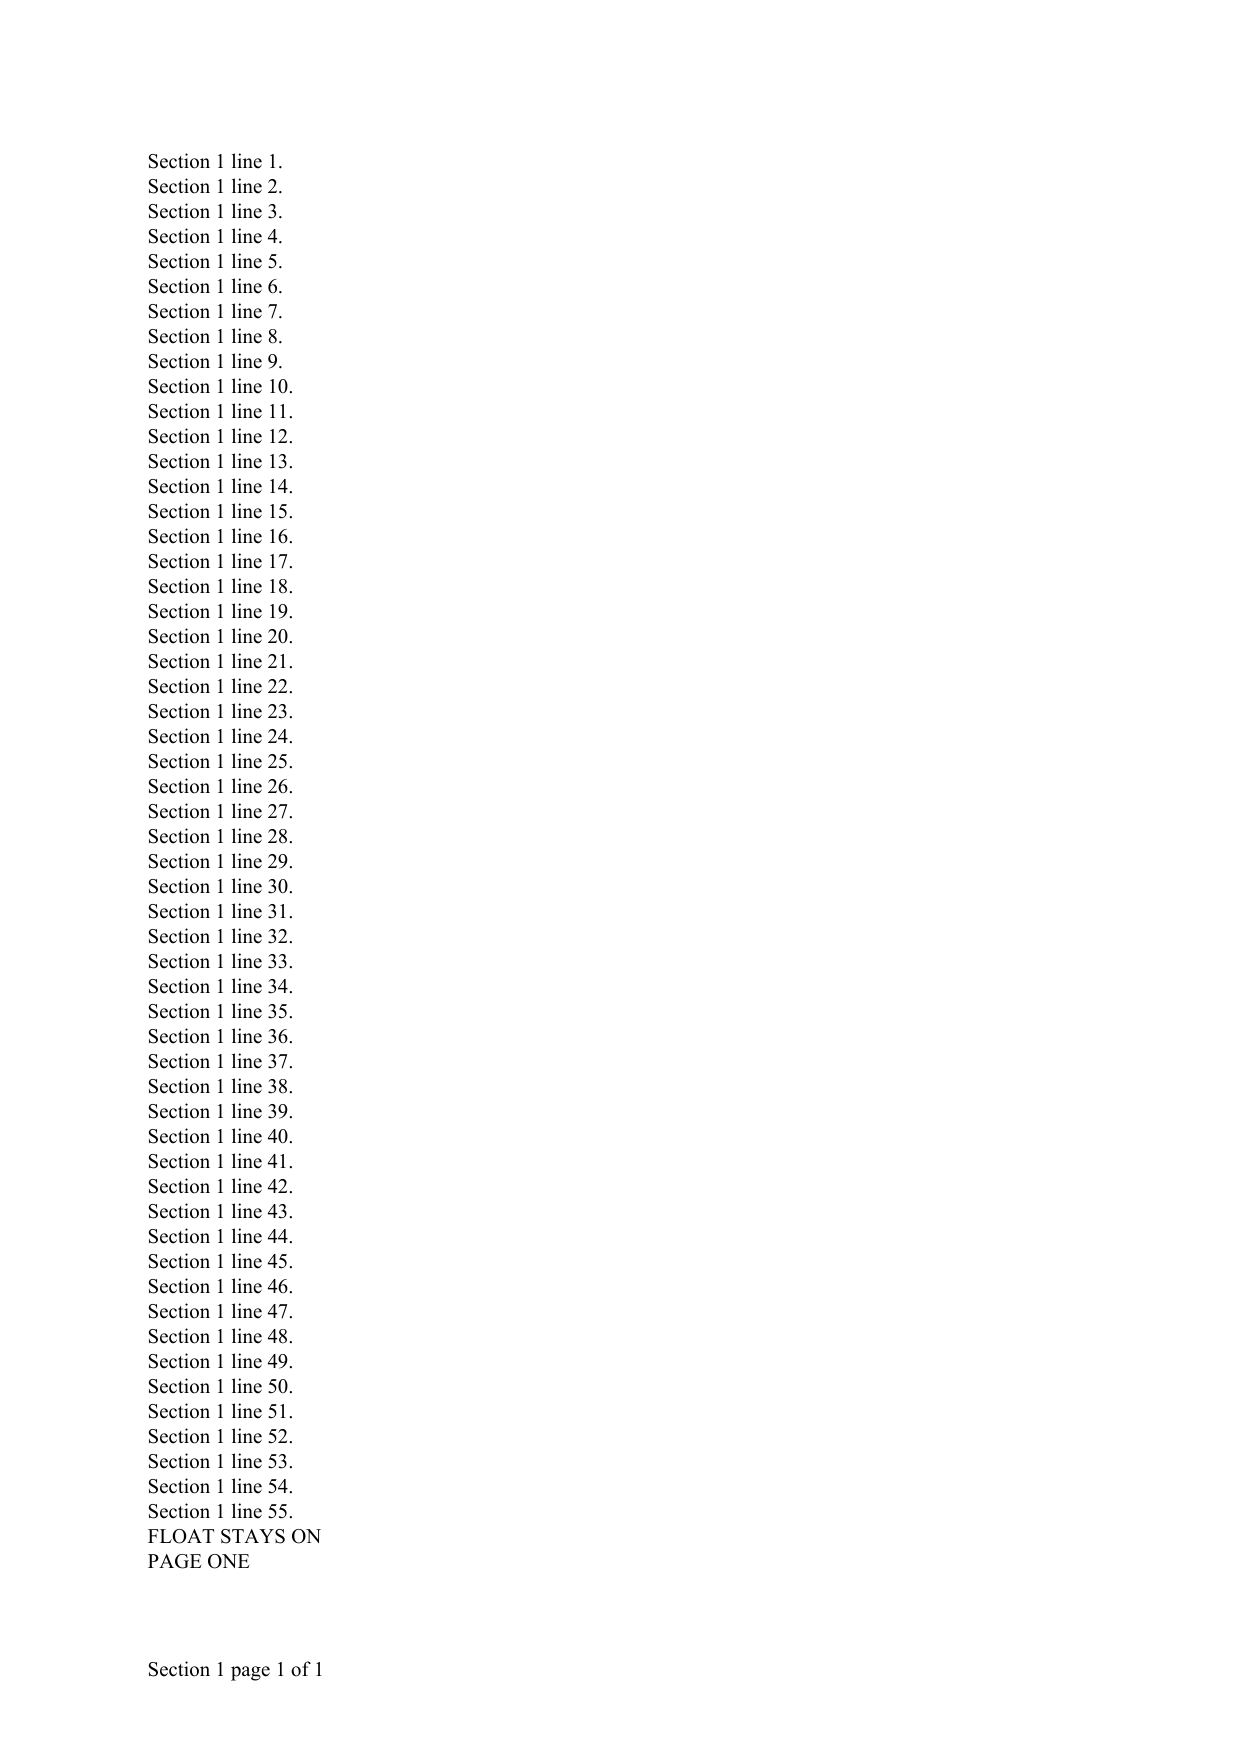 Section 1 line 1.
Section 1 line 2.
Section 1 line 3.
Section 1 line 4.
Section 1 line 5.
Section 1 line 6.
Section 1 line 7.
Section 1 line 8.
Section 1 line 9.
Section 1 line 10.
Section 1 line 11.
Section 1 line 12.
Section 1 line 13.
Section 1 line 14.
Section 1 line 15.
Section 1 line 16.
Section 1 line 17.
Section 1 line 18.
Section 1 line 19.
Section 1 line 20.
Section 1 line 21.
Section 1 line 22.
Section 1 line 23.
Section 1 line 24.
Section 1 line 25.
Section 1 line 26.
Section 1 line 27.
Section 1 line 28.
Section 1 line 29.
Section 1 line 30.
Section 1 line 31.
Section 1 line 32.
Section 1 line 33.
Section 1 line 34.
Section 1 line 35.
Section 1 line 36.
Section 1 line 37.
Section 1 line 38.
Section 1 line 39.
Section 1 line 40.
Section 1 line 41.
Section 1 line 42.
Section 1 line 43.
Section 1 line 44.
Section 1 line 45.
Section 1 line 46.
Section 1 line 47.
Section 1 line 48.
Section 1 line 49.
Section 1 line 50.
Section 1 line 51.
Section 1 line 52.
Section 1 line 53.
Section 1 line 54.
Section 1 line 55.
FLOAT STAYS ON
PAGE ONE
Section 1 page 1 of 1